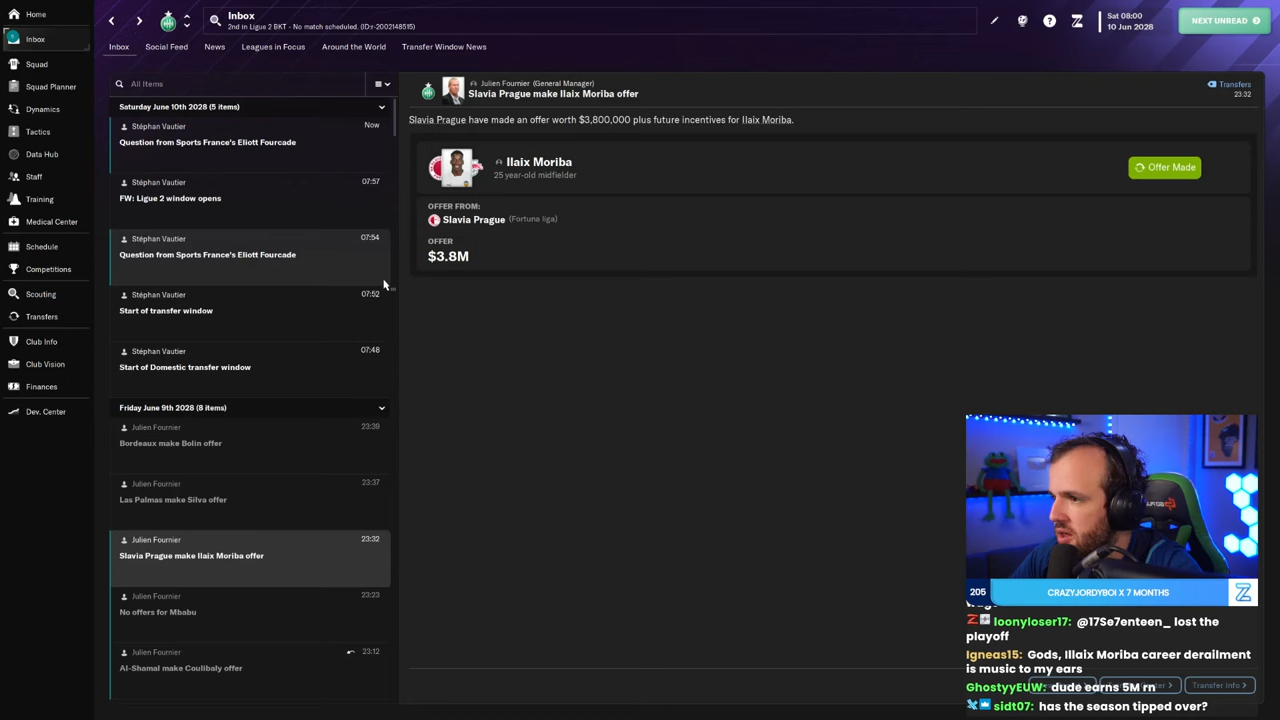 Home
Inbox
Squad
Squad Planner
Dynamics
Tactics
Data Hub
Staff
Training
Medical Center
Schedule
Competitions
Scouting
Transfers
Club Info
Club Vision
Finances
Dev. Center
Inbox
2nd in Ligue 2 BKT - No match scheduled. (ID:r-2002148515)
Sat 08:00
10 Jun 2028
NEXT UNREAD
Inbox
Social Feed
News
Leagues in Focus
Around the World
Transfer Window News
All Items
Saturday June 10th 2028 (5 items)
Stéphan Vautier
Now
Question from Sports France's Eliott Fourcade
Stéphan Vautier
07:57
FW: Ligue 2 window opens
Stéphan Vautier
07:54
Question from Sports France's Eliott Fourcade
Stéphan Vautier
07:52
Start of transfer window
Stéphan Vautier
07:48
Start of Domestic transfer window
Friday June 9th 2028 (8 items)
Julien Fournier
23:39
Bordeaux make Bolin offer
Julien Fournier
23:37
Las Palmas make Silva offer
Julien Fournier
23:32
Slavia Prague make Ilaix Moriba offer
Julien Fournier
23:23
No offers for Mbabu
Julien Fournier
23:12
Al-Shamal make Coulibaly offer
Julien Fournier (General Manager)
Slavia Prague make Ilaix Moriba offer
Transfers
23:32
Slavia Prague have made an offer worth $3,800,000 plus future incentives for Ilaix Moriba.
Ilaix Moriba
25 year-old midfielder
Offer Made
OFFER FROM:
Slavia Prague (Fortuna liga)
OFFER
$3.8M
205
CRAZYJORDYBOI X 7 MONTHS
loonyloser17: @17Se7enteen_ lost the
playoff
Igneas15: Gods, Illaix Moriba career derailment
is music to my ears
GhostyyEUW: dude earns 5M rn
sidt07: has the season tipped over?
Transfer Info